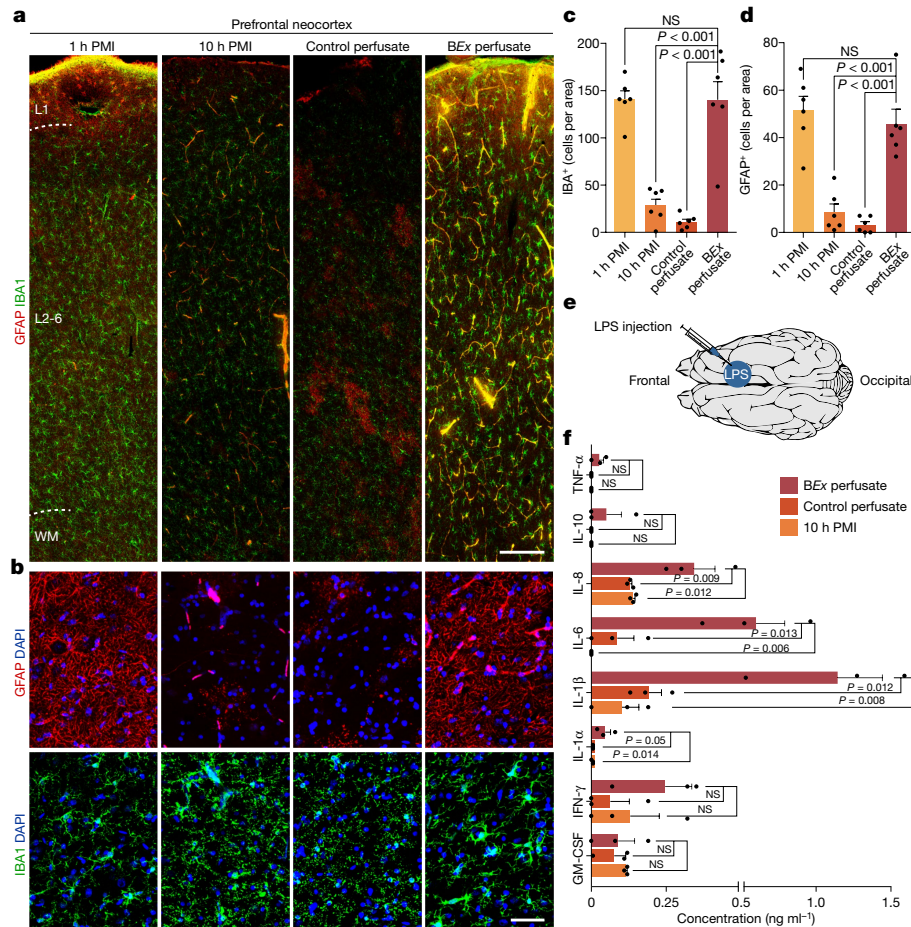 a
Prefrontal neocortex
1 h PMI
10 h PMI
Control perfusate
BEx perfusate
L1
L2-6
WM
GFAP IBA1
b
GFAP DAPI
IBA1 DAPI
c
NS
P < 0.001
P < 0.001
IBA⁺ (cells per area)
200
150
100
50
0
1 h PMI
10 h PMI
Control
perfusate
BEx
perfusate
d
NS
P < 0.001
P < 0.001
GFAP⁺ (cells per area)
80
60
40
20
0
1 h PMI
10 h PMI
Control
perfusate
BEx
perfusate
e
LPS injection
LPS
Frontal
Occipital
f
BEx perfusate
Control perfusate
10 h PMI
TNF-α
NS
NS
IL-10
NS
NS
IL-8
P = 0.009
P = 0.012
IL-6
P = 0.013
P = 0.006
IL-1β
P = 0.012
P = 0.008
IL-1α
P = 0.05
P = 0.014
IFN-γ
NS
NS
GM-CSF
NS
NS
0
0.25
0.5
1.0
1.5
Concentration (ng ml⁻¹)